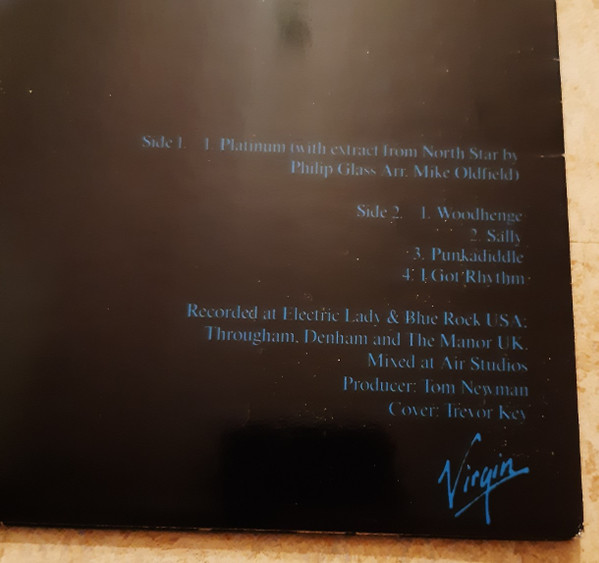 Side 1. 1 Platinum (with extract from North Star by
Philip Glass Arr. Mike Oldfield)
Side 2. 1. Woodhenge
2. Sally
3. Punkadiddle
4. I Got Rhythm
Recorded at Electric Lady & Blue Rock USA:
Througham, Denham and The Manor UK.
Mixed at Air Studios
Producer: Tom Newman
Cover: Trevor Key
Virgin